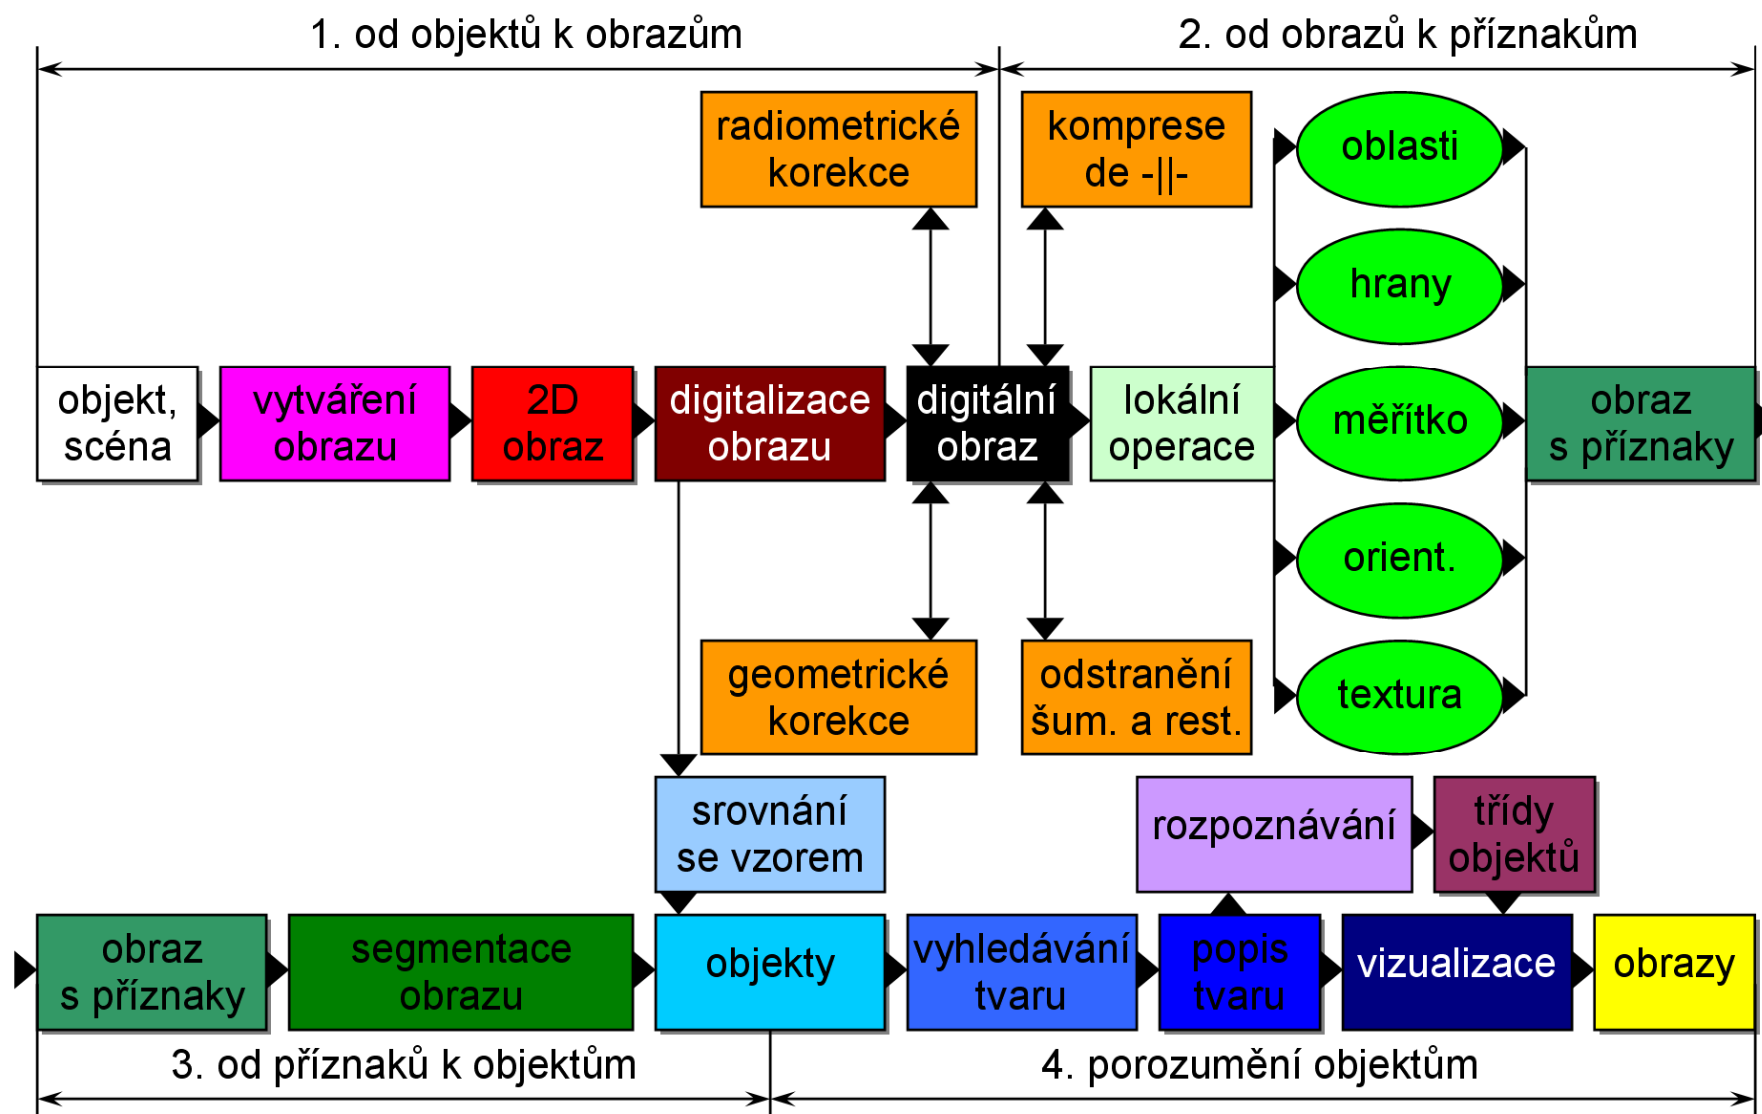 1. od objektů k obrazům
2. od obrazů k příznakům
radiometrické
korekce
komprese
de -||-
oblasti
hrany
objekt,
scéna
vytváření
obrazu
2D
obraz
digitalizace
obrazu
digitální
obraz
lokální
operace
měřítko
obraz
s příznaky
orient.
geometrické
korekce
odstranění
šum. a rest.
textura
srovnání
se vzorem
rozpoznávání
třídy
objektů
obraz
s příznaky
segmentace
obrazu
objekty
vyhledávání
tvaru
popis
tvaru
vizualizace
obrazy
3. od příznaků k objektům
4. porozumění objektům